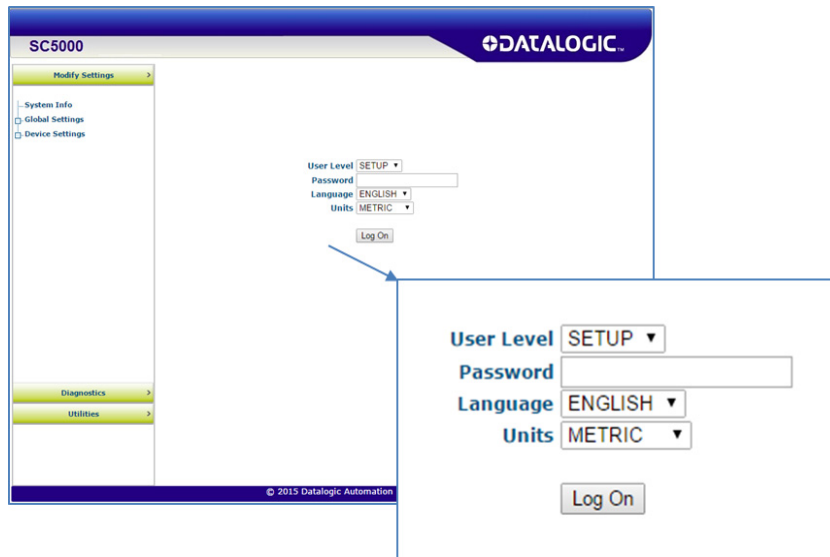 SC5000
DATALOGIC™
Modify Settings >
System Info
Global Settings
Device Settings
User Level SETUP
Password
Language ENGLISH
Units METRIC
Log On
Diagnostics >
Utilities >
© 2015 Datalogic Automation
User Level SETUP
Password
Language ENGLISH
Units METRIC
Log On